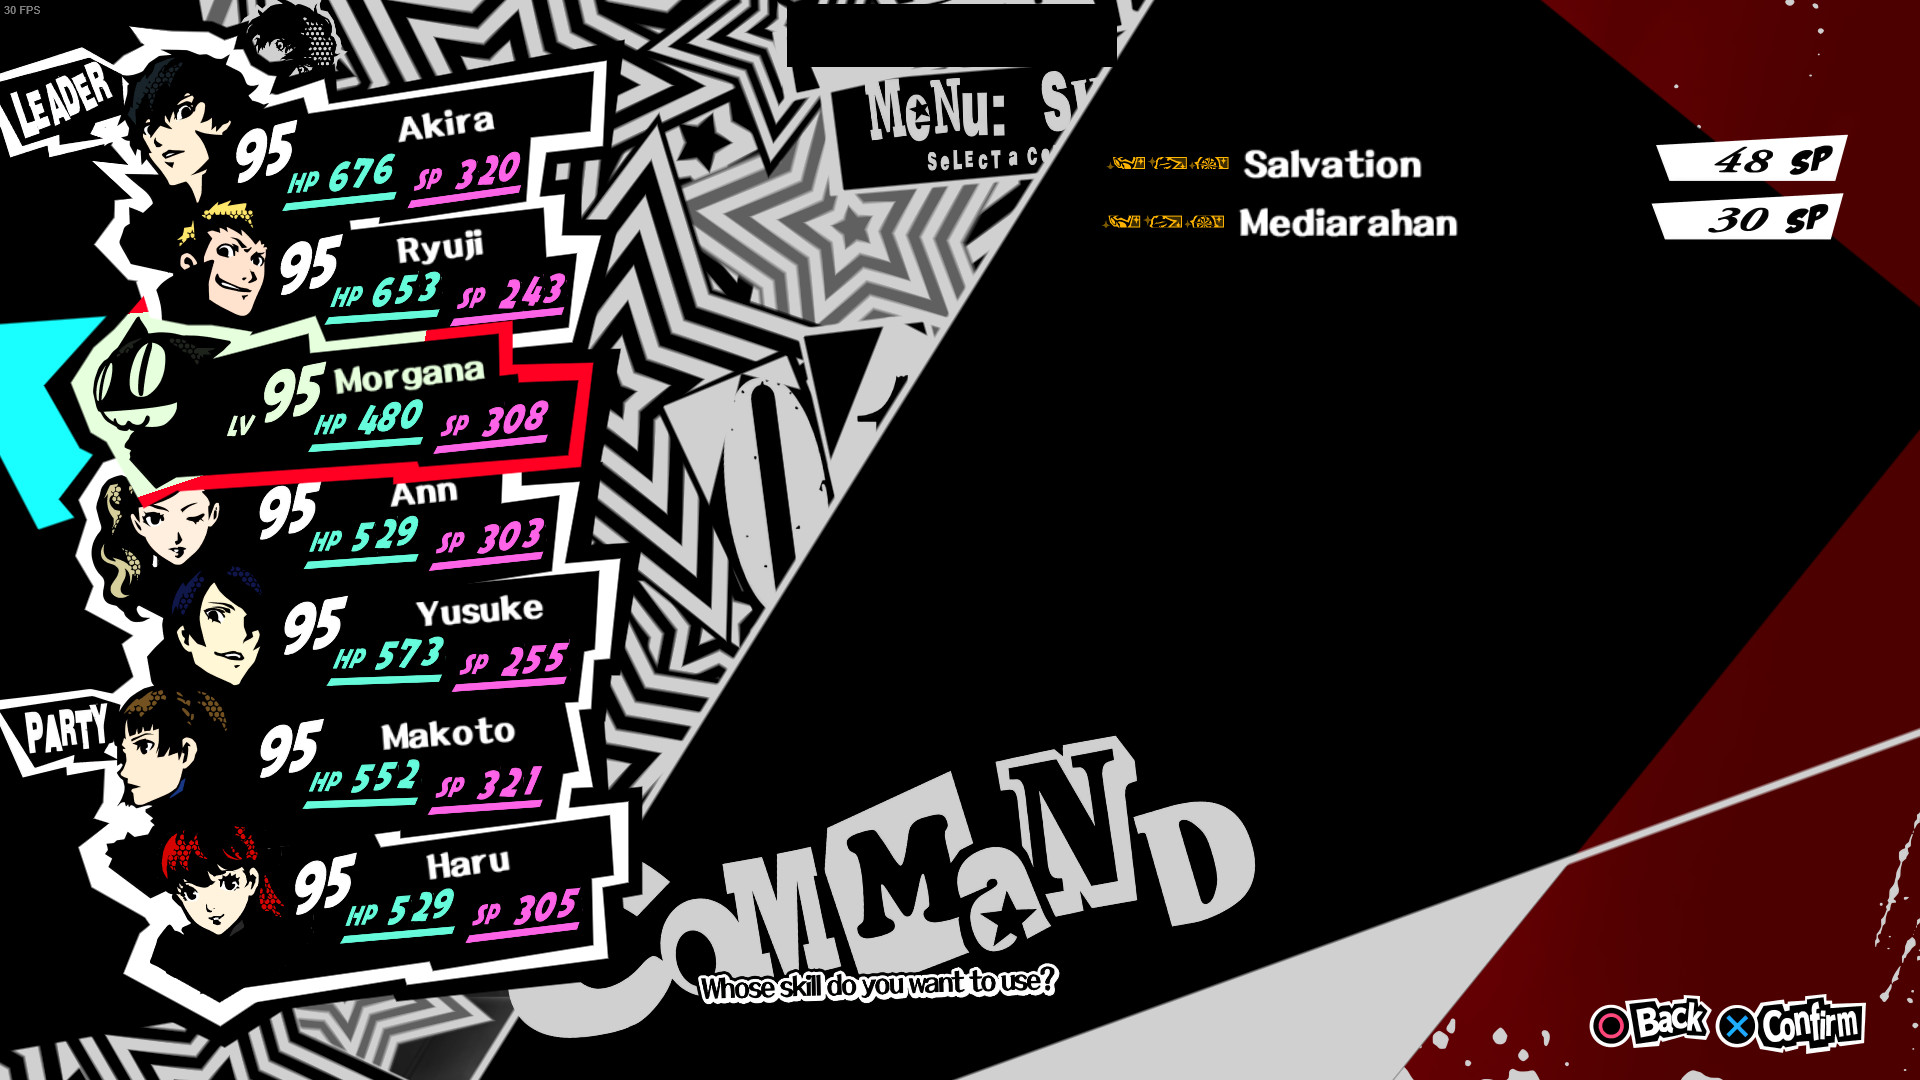 30 FPS
LEADER
Akira
95
HP 676 SP 320
Ryuji
95
HP 653 SP 243
Morgana
LV 95
HP 480 SP 308
Ann
95
HP 529 SP 303
Yusuke
95
HP 573 SP 255
PARTY
Makoto
95
HP 552 SP 321
Haru
95
HP 529 SP 305
MeNu:
SeLEcT a
Salvation 48 SP
Mediarahan 30 SP
COMMaND
Whose skill do you want to use?
Back Confirm